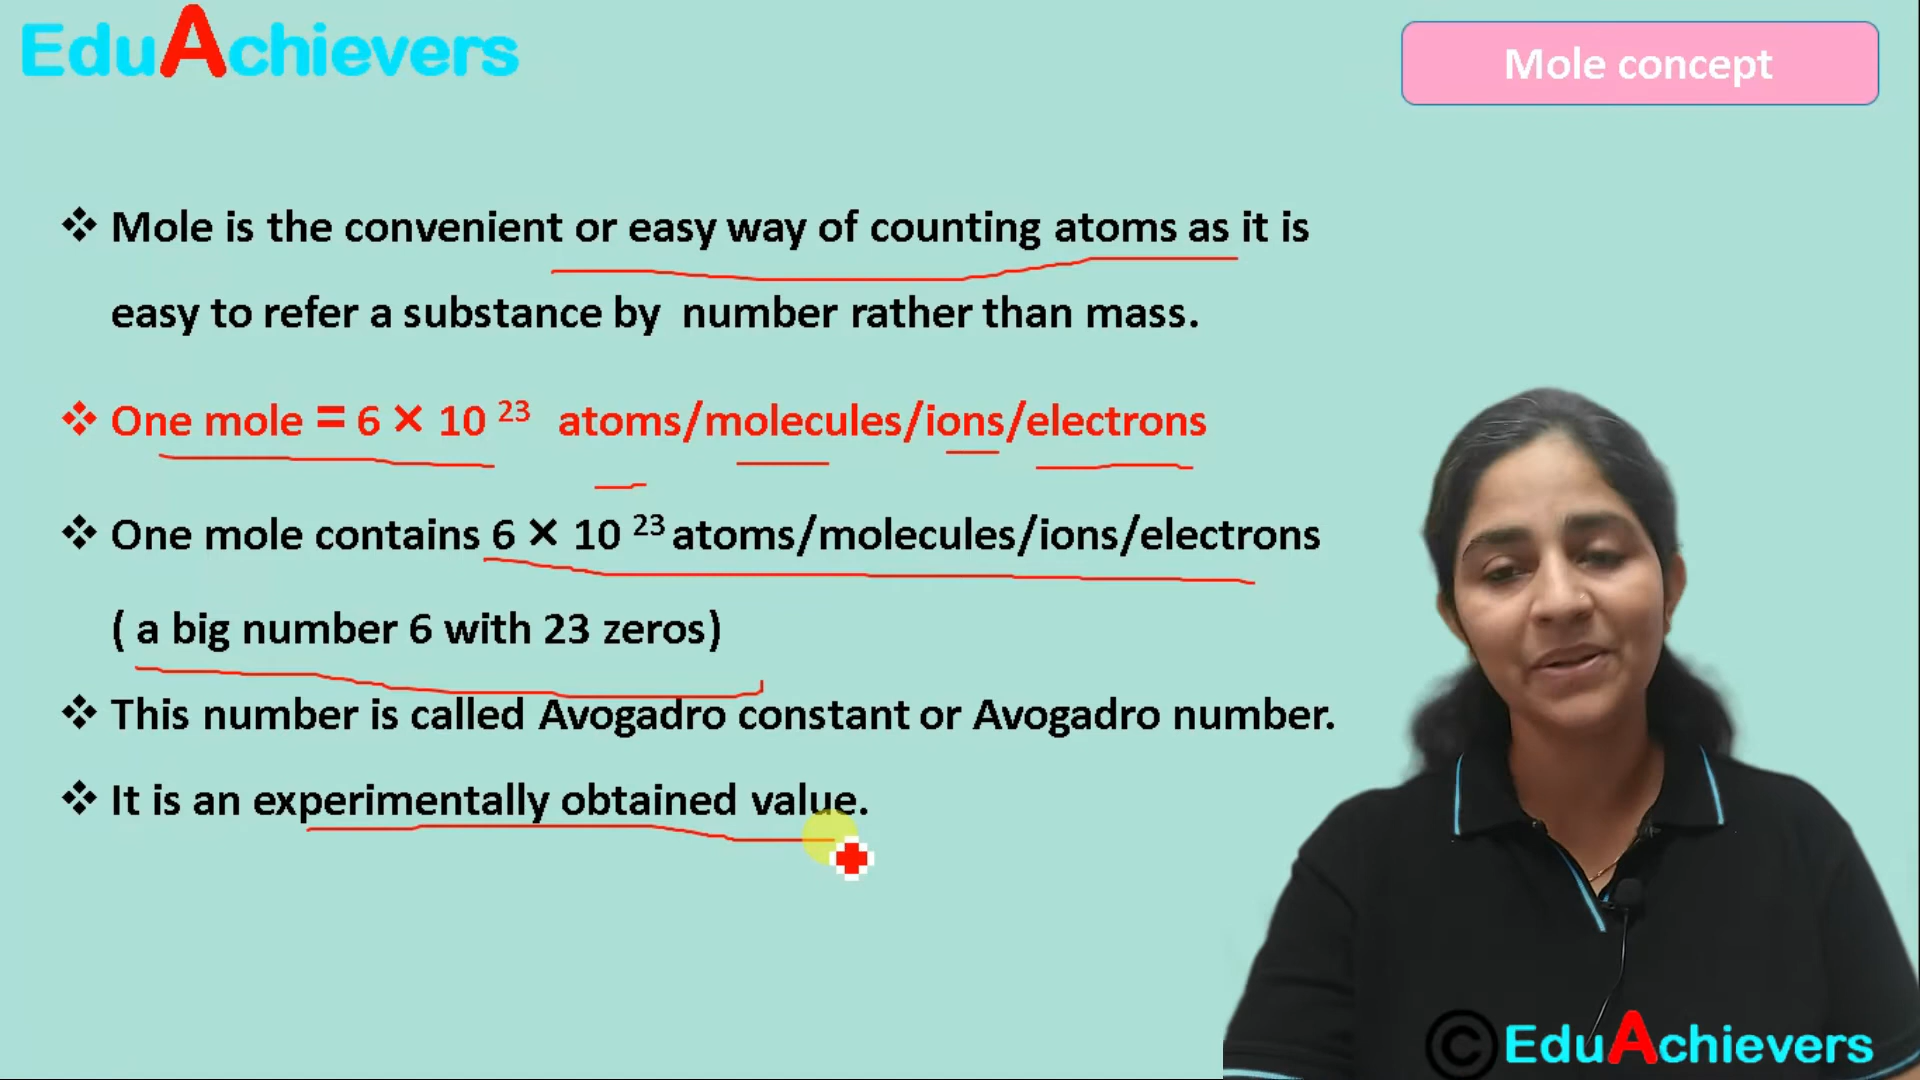 EduAchievers
Mole concept
❖ Mole is the convenient or easy way of counting atoms as it is
easy to refer a substance by number rather than mass.
❖ One mole = 6 × 10 ²³ atoms/molecules/ions/electrons
❖ One mole contains 6 × 10 ²³ atoms/molecules/ions/electrons
( a big number 6 with 23 zeros)
❖ This number is called Avogadro constant or Avogadro number.
❖ It is an experimentally obtained value.
© EduAchievers